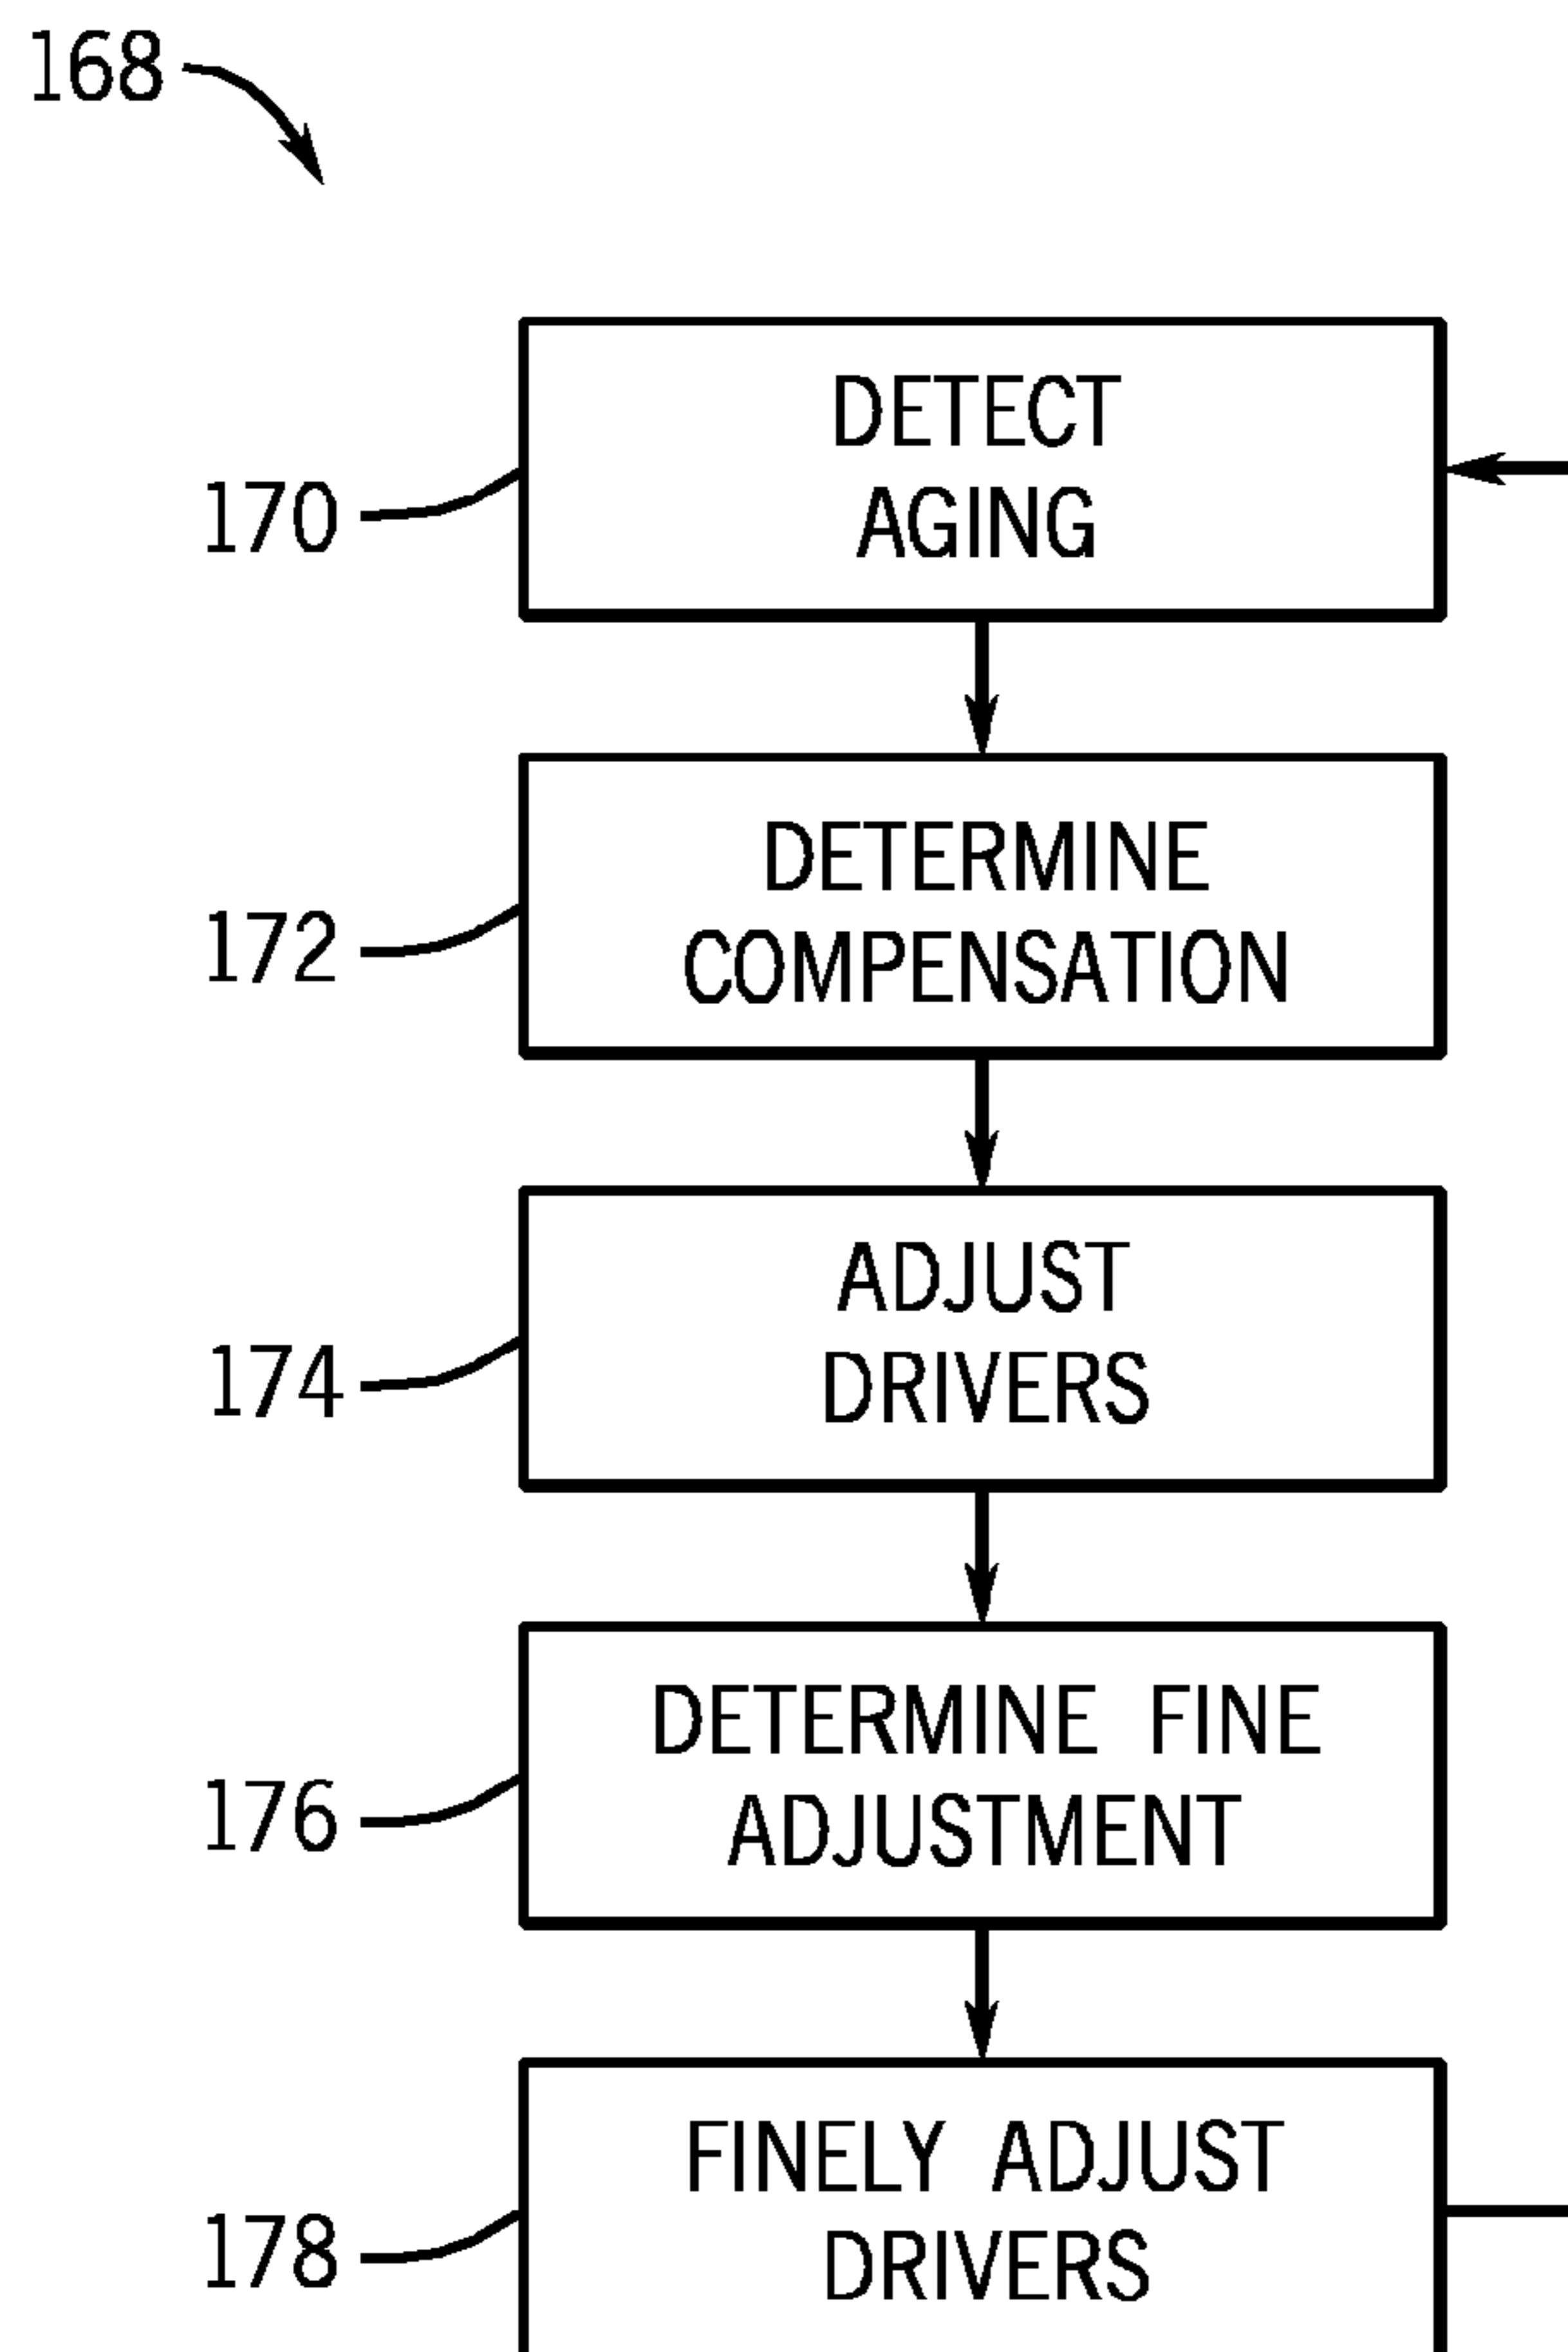 168
DETECT
AGING
170
DETERMINE
COMPENSATION
172
ADJUST
DRIVERS
174
DETERMINE FINE
ADJUSTMENT
176
FINELY ADJUST
DRIVERS
178